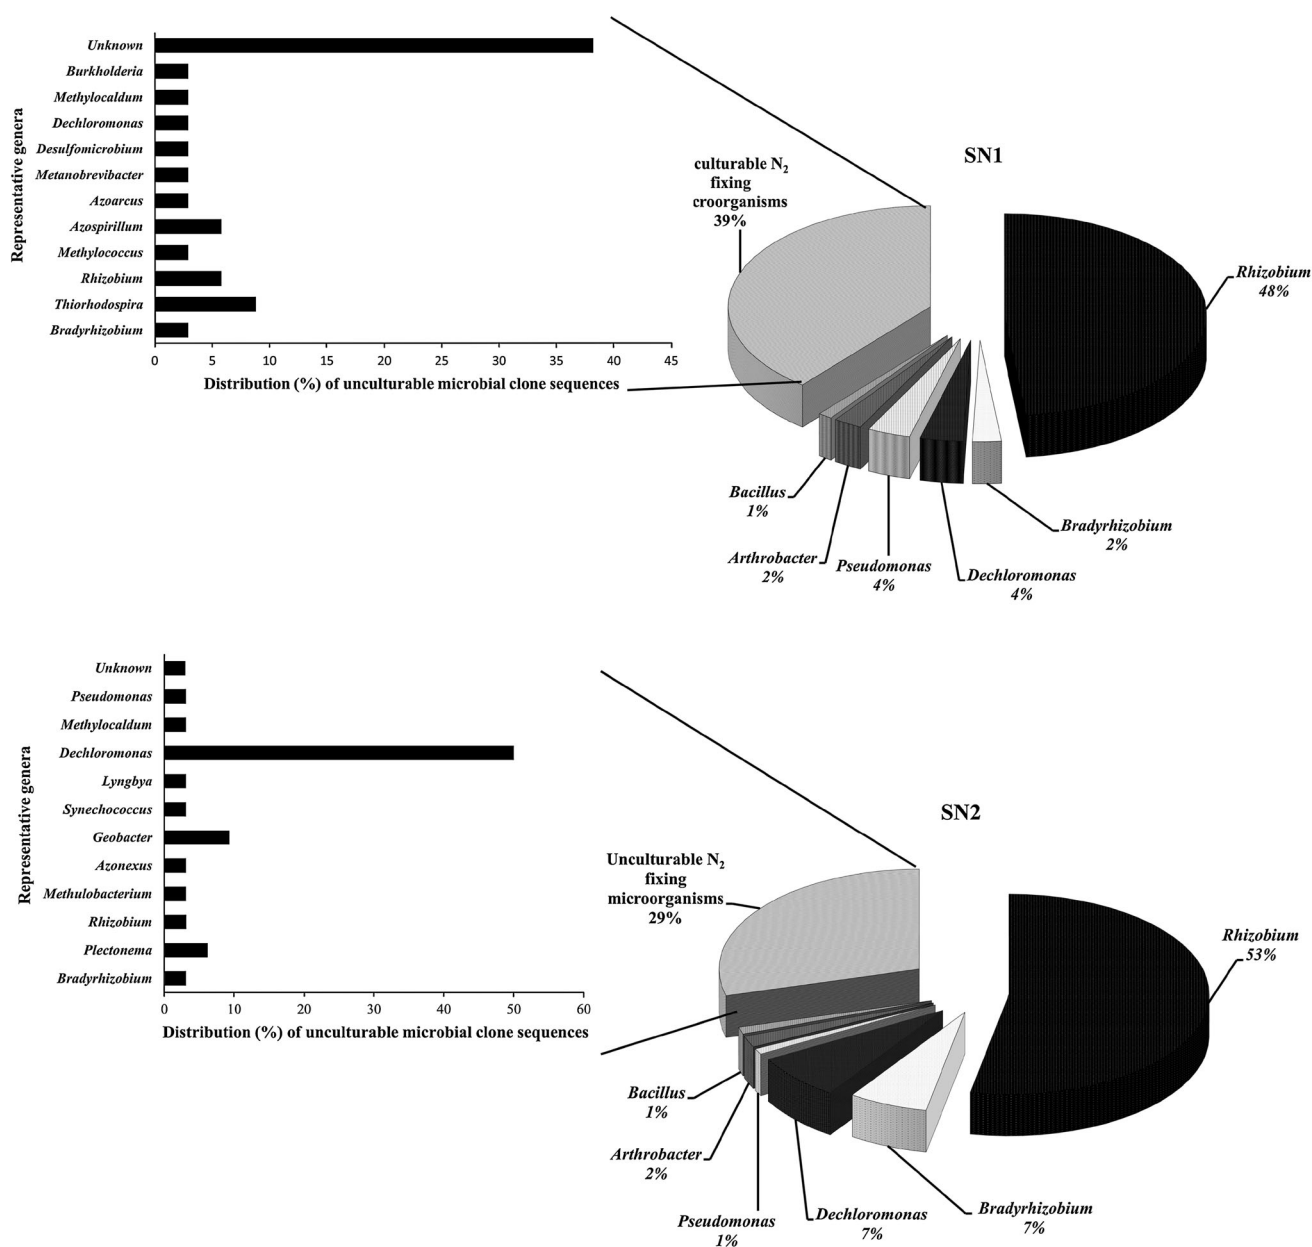 Representative genera
Unknown
Burkholderia
Methylocaldum
Dechloromonas
Desulfomicrobium
Metanobrevibacter
Azoarcus
Azospirillum
Methylococcus
Rhizobium
Thiorhodospira
Bradyrhizobium
0 5 10 15 20 25 30 35 40 45
Distribution (%) of unculturable microbial clone sequences
SN1
culturable N2
fixing
croorganisms
39%
Rhizobium
48%
Bacillus
1%
Arthrobacter
2%
Pseudomonas
4%
Dechloromonas
4%
Bradyrhizobium
2%
Representative genera
Unknown
Pseudomonas
Methylocaldum
Dechloromonas
Lyngbya
Synechococcus
Geobacter
Azonexus
Methulobacterium
Rhizobium
Plectonema
Bradyrhizobium
0 10 20 30 40 50 60
Distribution (%) of unculturable microbial clone sequences
SN2
Unculturable N2
fixing
microorganisms
29%
Rhizobium
53%
Bacillus
1%
Arthrobacter
2%
Pseudomonas
1%
Dechloromonas
7%
Bradyrhizobium
7%